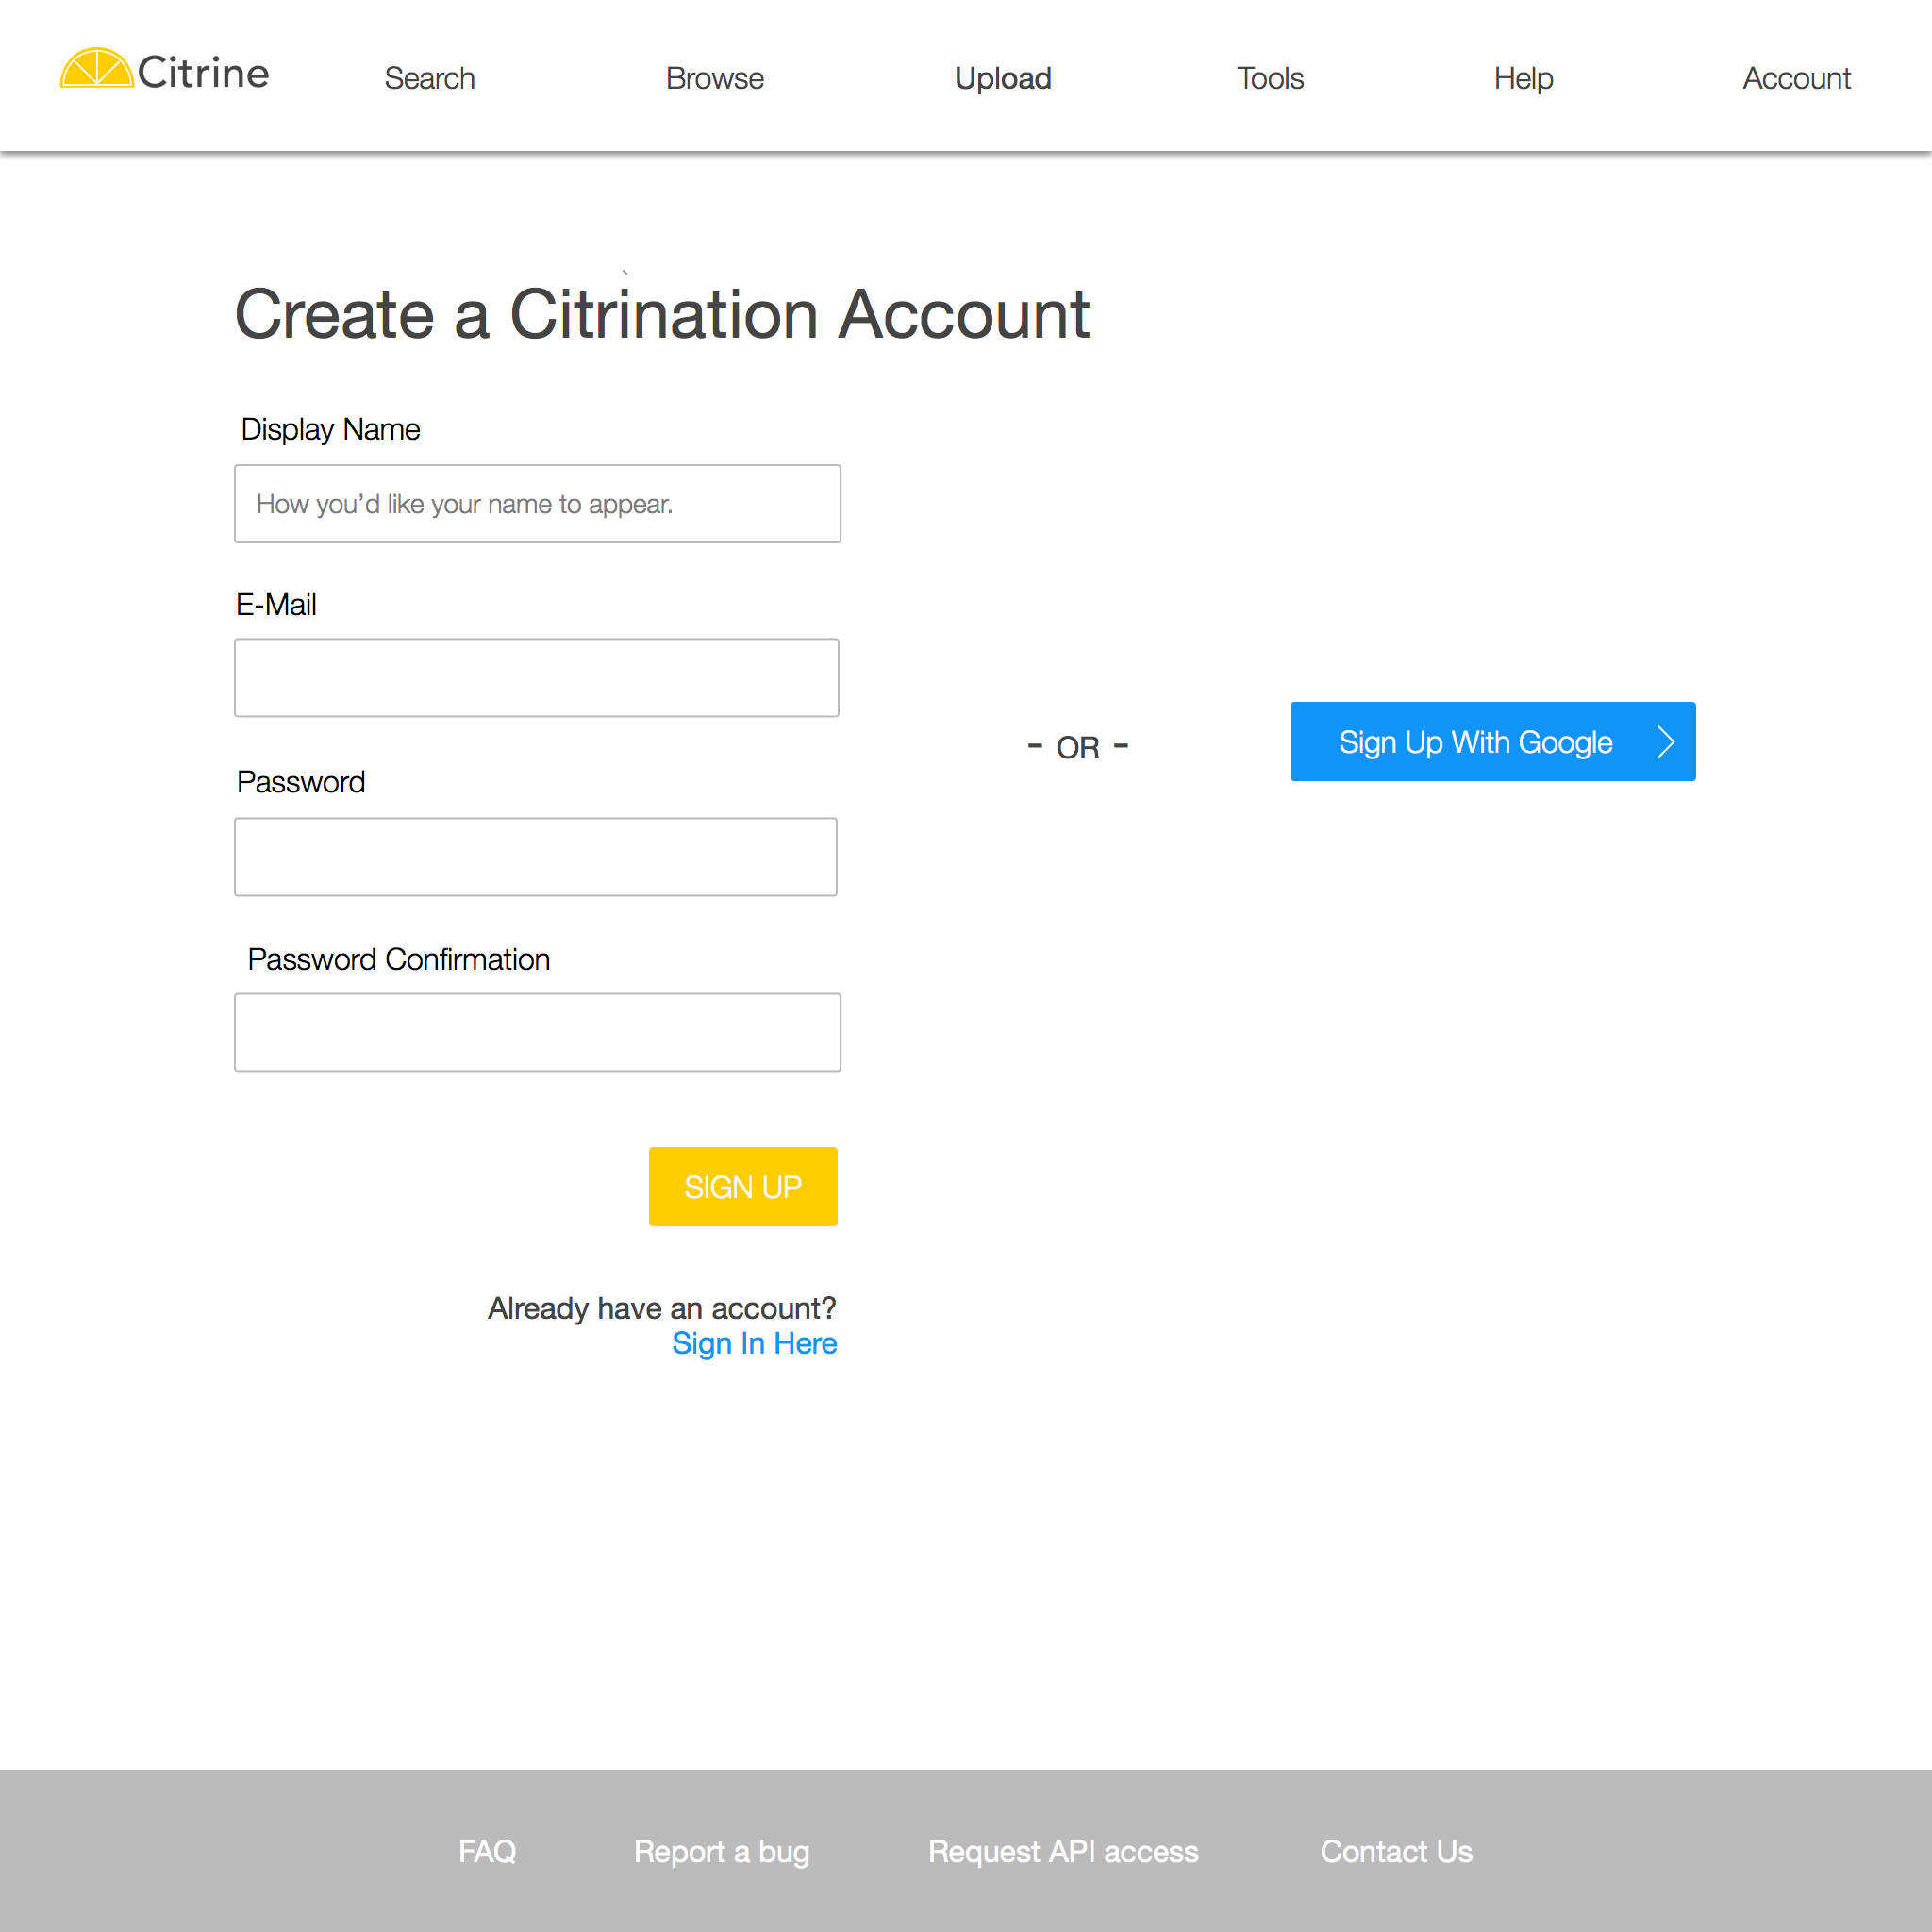 Citrine Search Browse Upload Tools Help Account
`
Create a Citrination Account
Display Name
How you’d like your name to appear.
E-Mail
Password
- OR -
Sign Up With Google
Password Confirmation
SIGN UP
Already have an account?
Sign In Here
FAQ Report a bug Request API access Contact Us